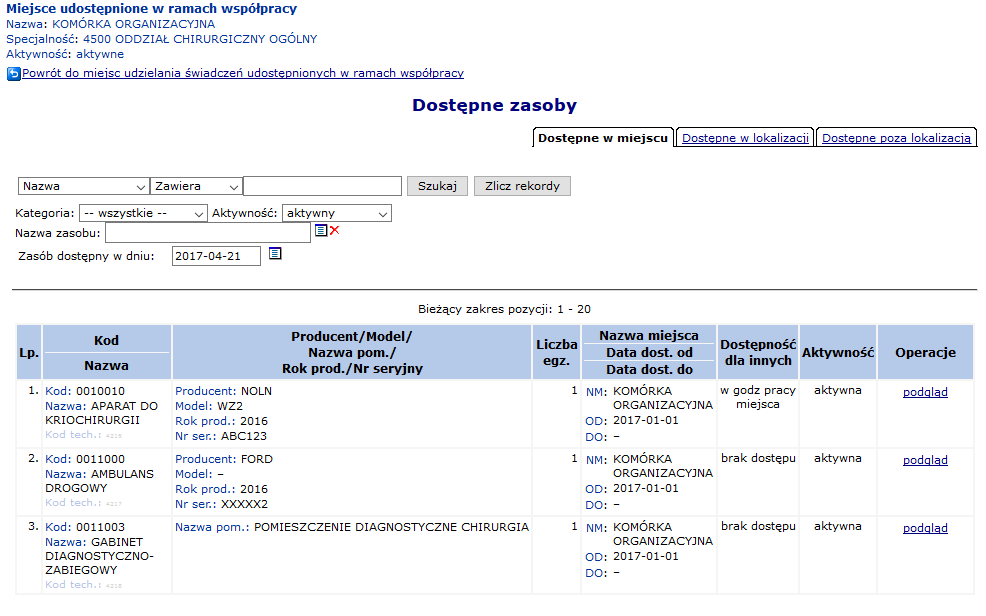 Miejsce udostępnione w ramach współpracy
Nazwa: KOMÓRKA ORGANIZACYJNA
Specjalność: 4500 ODDZIAŁ CHIRURGICZNY OGÓLNY
Aktywność: aktywne
Powrót do miejsc udzielania świadczeń udostępnionych w ramach współpracy
Dostępne zasoby
Dostępne w miejscu Dostępne w lokalizacji Dostępne poza lokalizacją
Nazwa Zawiera Szukaj Zlicz rekordy
Kategoria: -- wszystkie -- Aktywność: aktywny
Nazwa zasobu:
Zasób dostępny w dniu: 2017-04-21
Bieżący zakres pozycji: 1 - 20
Lp.
Kod
Nazwa
Producent/Model/
Nazwa pom./
Rok prod./Nr seryjny
Liczba
egz.
Nazwa miejsca
Data dost. od
Data dost. do
Dostępność
dla innych
Aktywność
Operacje
1.
Kod: 0010010
Nazwa: APARAT DO
KRIOCHIRURGII
Kod tech.: 4216
Producent: NOLN
Model: WZ2
Rok prod.: 2016
Nr ser.: ABC123
1
NM: KOMÓRKA
ORGANIZACYJNA
OD: 2017-01-01
DO: –
w godz pracy
miejsca
aktywna
podgląd
2.
Kod: 0011000
Nazwa: AMBULANS
DROGOWY
Kod tech.: 4217
Producent: FORD
Model: –
Rok prod.: 2016
Nr ser.: XXXXX2
1
NM: KOMÓRKA
ORGANIZACYJNA
OD: 2017-01-01
DO: –
brak dostępu
aktywna
podgląd
3.
Kod: 0011003
Nazwa: GABINET
DIAGNOSTYCZNO-
ZABIEGOWY
Kod tech.: 4218
Nazwa pom.: POMIESZCZENIE DIAGNOSTYCZNE CHIRURGIA
1
NM: KOMÓRKA
ORGANIZACYJNA
OD: 2017-01-01
DO: –
brak dostępu
aktywna
podgląd